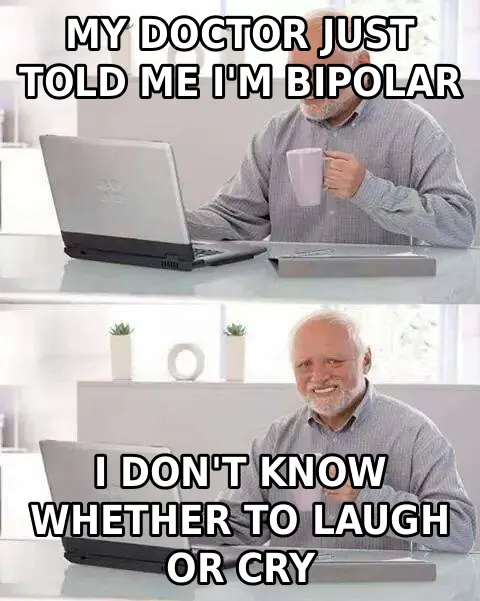 MY DOCTOR JUST
TOLD ME I'M BIPOLAR
I DON'T KNOW
WHETHER TO LAUGH
OR CRY